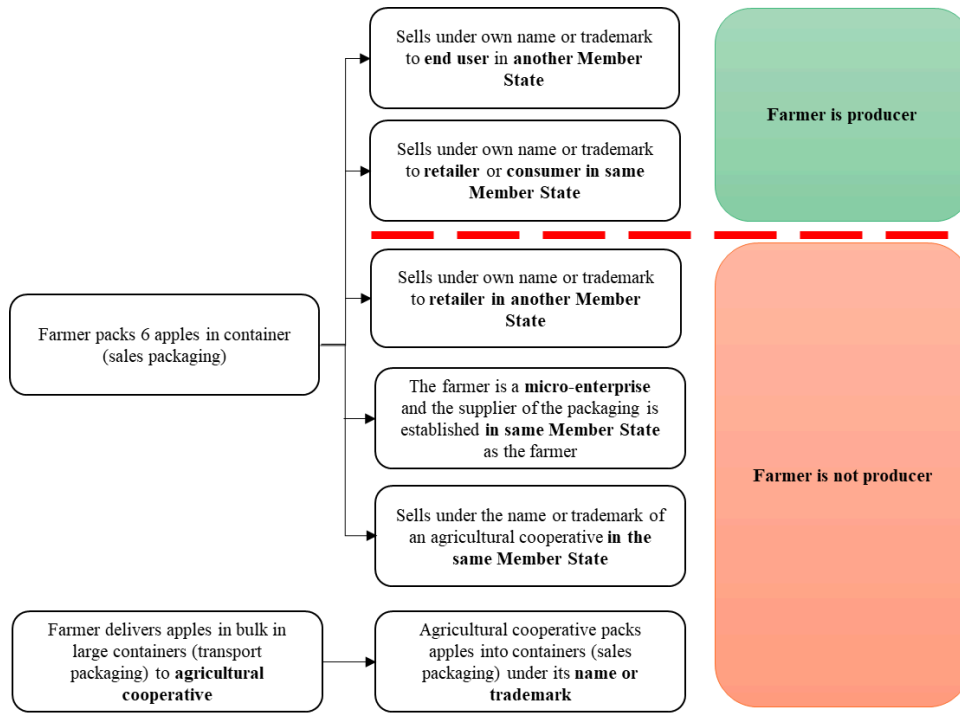 Sells under own name or trademark
to end user in another Member
State
Farmer is producer
Sells under own name or trademark
to retailer or consumer in same
Member State
Sells under own name or trademark
to retailer in another Member
State
Farmer packs 6 apples in container
(sales packaging)
The farmer is a micro-enterprise
and the supplier of the packaging is
established in same Member State
as the farmer
Farmer is not producer
Sells under the name or trademark of
an agricultural cooperative in the
same Member State
Farmer delivers apples in bulk in
large containers (transport
packaging) to agricultural
cooperative
Agricultural cooperative packs
apples into containers (sales
packaging) under its name or
trademark